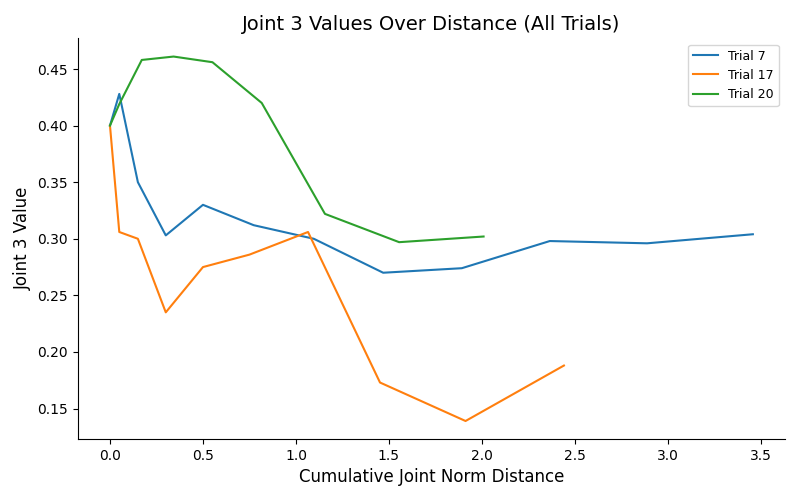 Joint 3 Values Over Distance (All Trials)
Trial 7
Trial 17
Trial 20
Joint 3 Value
0.45
0.40
0.35
0.30
0.25
0.20
0.15
0.0 0.5 1.0 1.5 2.0 2.5 3.0 3.5
Cumulative Joint Norm Distance